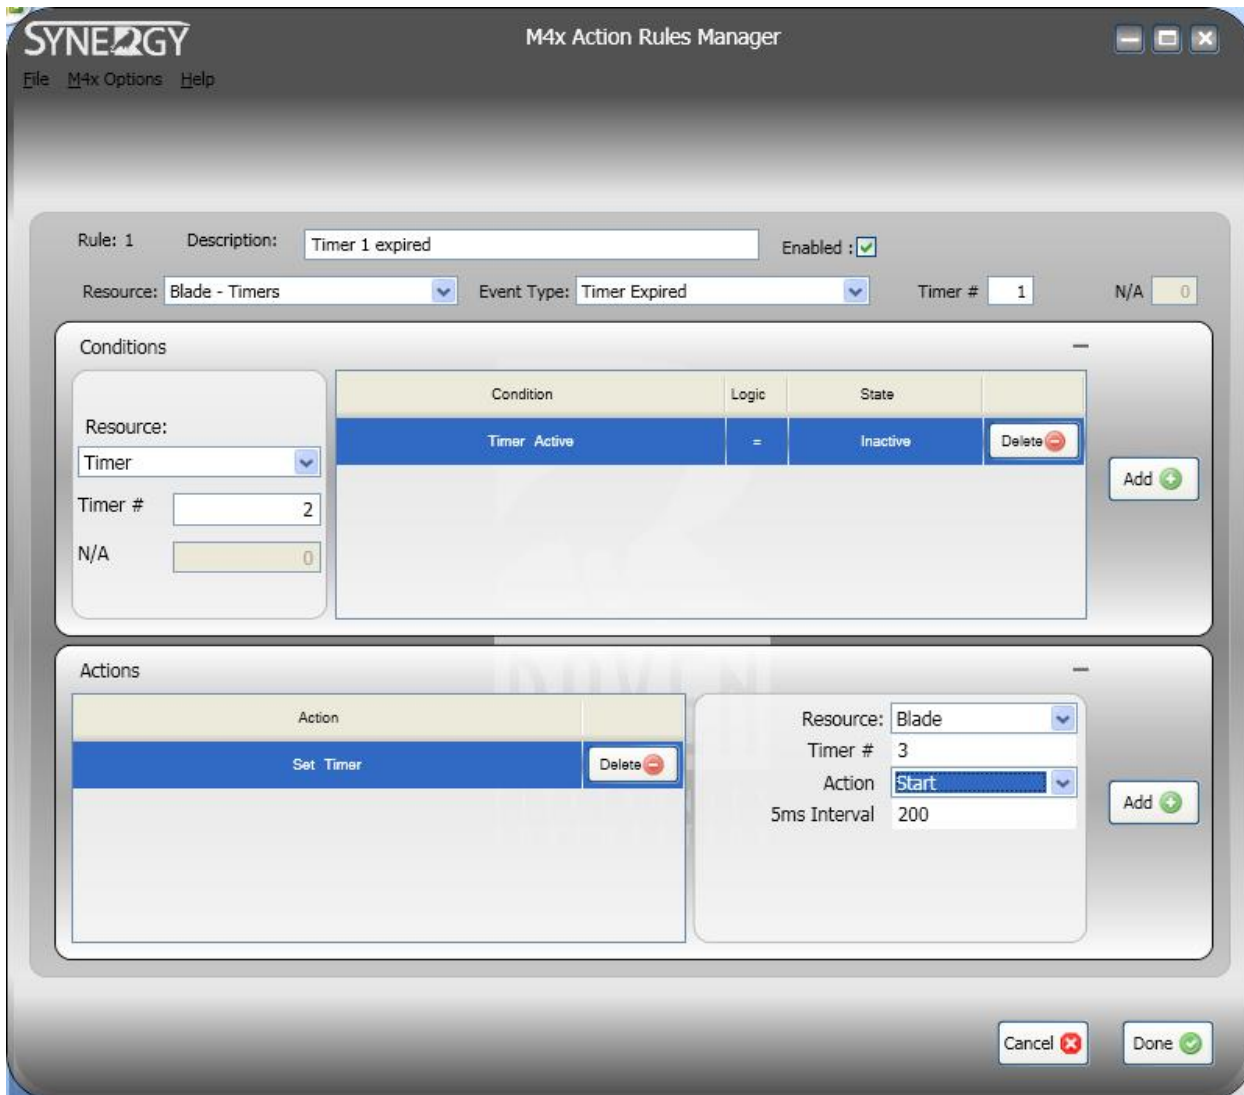 SYNERGY
M4x Action Rules Manager
File M4x Options Help
Rule: 1 Description: Timer 1 expired Enabled :
Resource: Blade - Timers Event Type: Timer Expired Timer # 1 N/A 0
Conditions
Condition Logic State
Resource:
Timer Active = Inactive Delete
Timer
Add
Timer # 2
N/A 0
Actions
Action
Resource: Blade
Set Timer Delete
Timer # 3
Action Start
Add
5ms Interval 200
Cancel Done